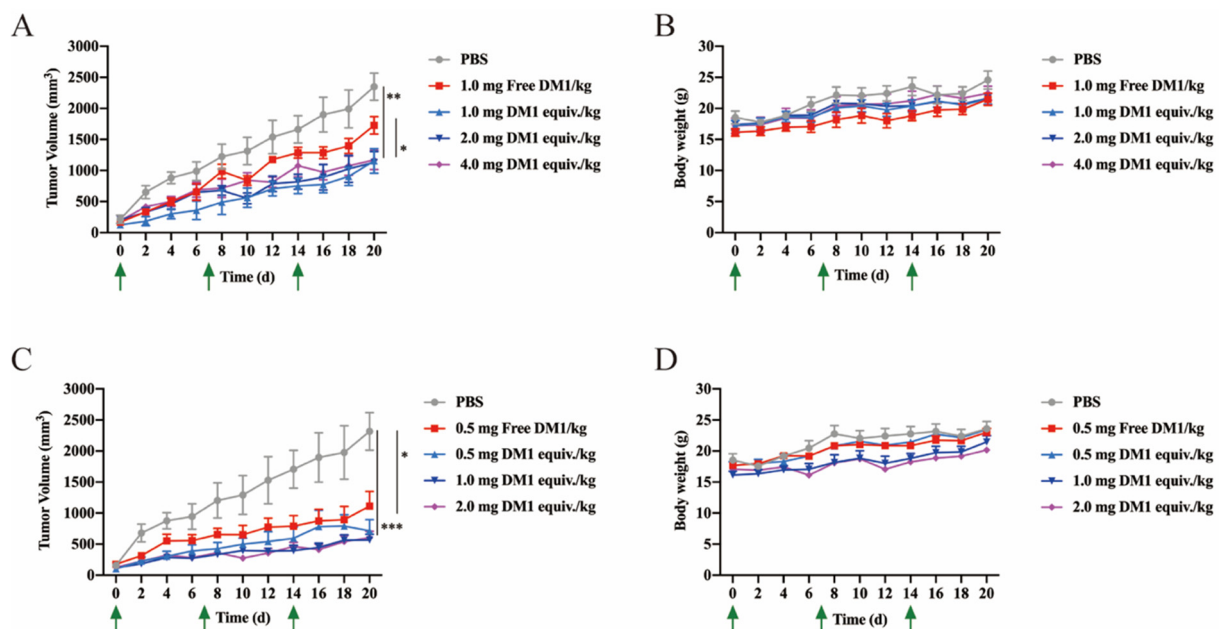 A
Tumor Volume (mm³)
3000
2500
2000
1500
1000
500
0
0 2 4 6 8 10 12 14 16 18 20
Time (d)
**
*
PBS
1.0 mg Free DM1/kg
1.0 mg DM1 equiv./kg
2.0 mg DM1 equiv./kg
4.0 mg DM1 equiv./kg
B
Body weight (g)
30
25
20
15
10
5
0
0 2 4 6 8 10 12 14 16 18 20
Time (d)
PBS
1.0 mg Free DM1/kg
1.0 mg DM1 equiv./kg
2.0 mg DM1 equiv./kg
4.0 mg DM1 equiv./kg
C
Tumor Volume (mm³)
3000
2500
2000
1500
1000
500
0
0 2 4 6 8 10 12 14 16 18 20
Time (d)
*
***
PBS
0.5 mg Free DM1/kg
0.5 mg DM1 equiv./kg
1.0 mg DM1 equiv./kg
2.0 mg DM1 equiv./kg
D
Body weight (g)
30
25
20
15
10
5
0
0 2 4 6 8 10 12 14 16 18 20
Time (d)
PBS
0.5 mg Free DM1/kg
0.5 mg DM1 equiv./kg
1.0 mg DM1 equiv./kg
2.0 mg DM1 equiv./kg